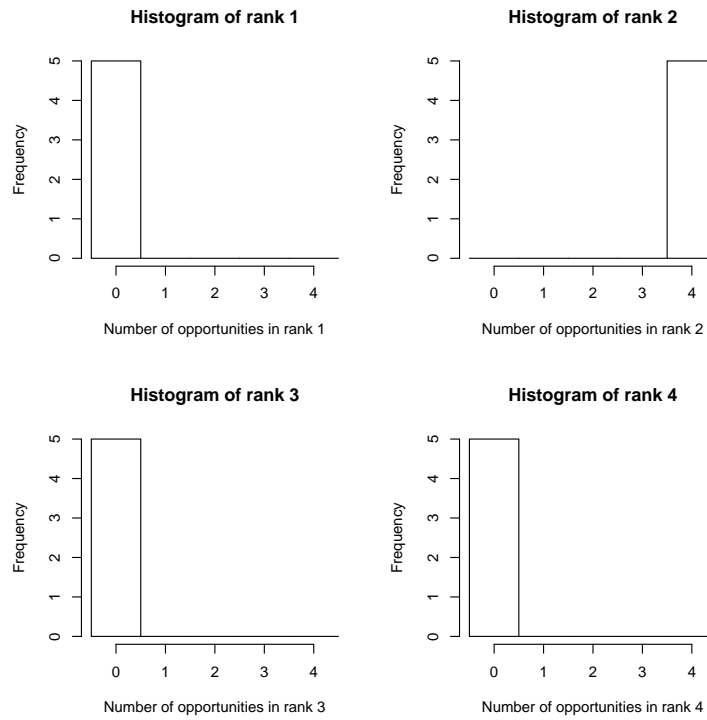 Histogram of rank 1
Frequency
5
4
3
2
1
0
0 1 2 3 4
Number of opportunities in rank 1
Histogram of rank 2
Frequency
5
4
3
2
1
0
0 1 2 3 4
Number of opportunities in rank 2
Histogram of rank 3
Frequency
5
4
3
2
1
0
0 1 2 3 4
Number of opportunities in rank 3
Histogram of rank 4
Frequency
5
4
3
2
1
0
0 1 2 3 4
Number of opportunities in rank 4